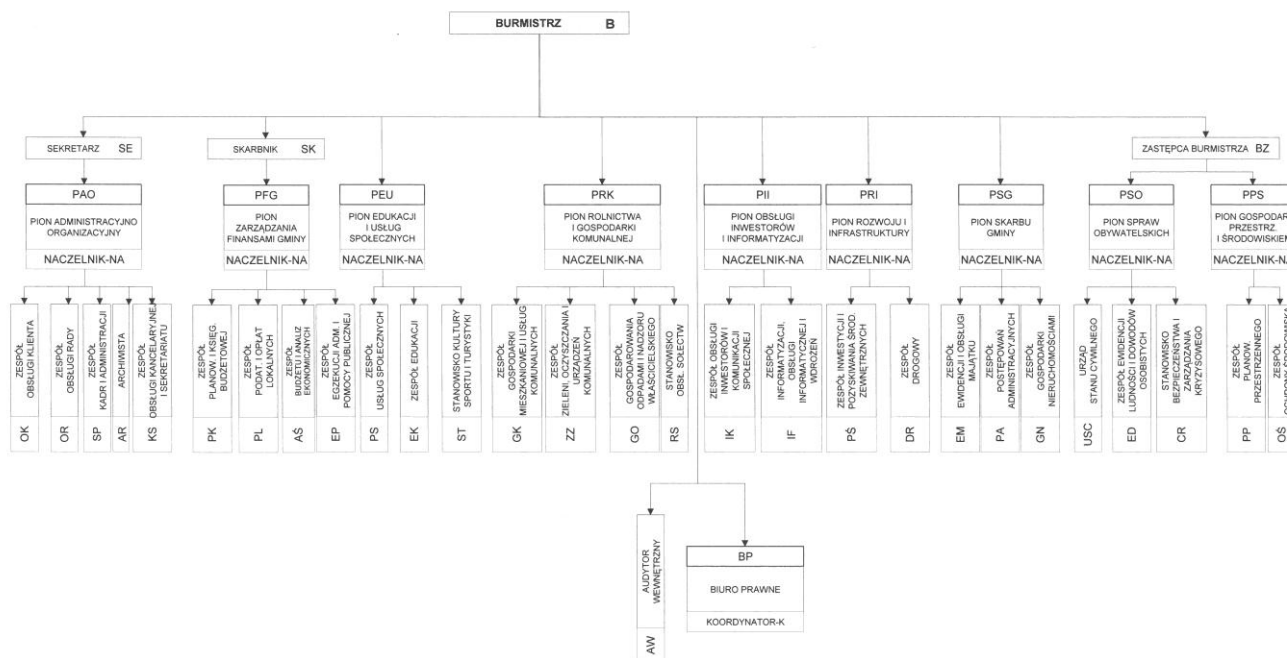 BURMISTRZ B
SEKRETARZ SE
SKARBNIK SK
ZASTĘPCA BURMISTRZA BZ
PAO
PION ADMINISTRACYJNO
ORGANIZACYJNY
NACZELNIK-NA
PFG
PION
ZARZĄDZANIA
FINANSAMI GMINY
NACZELNIK-NA
PEU
PION EDUKACJI
I USŁUG
SPOŁECZNYCH
NACZELNIK-NA
PRK
PION ROLNICTWA
I GOSPODARKI
KOMUNALNEJ
NACZELNIK-NA
PII
PION OBSŁUGI
INWESTORÓW
I INFORMATYZACJI
NACZELNIK-NA
PRI
PION ROZWOJU I
INFRASTRUKTURY
NACZELNIK-NA
PSG
PION SKARBU
GMINY
NACZELNIK-NA
PSO
PION SPRAW
OBYWATELSKICH
NACZELNIK-NA
PPS
PION GOSPODAR
PRZESTRZ.
I ŚRODOWISKIEM
NACZELNIK-NA
ZESPÓŁ
OBSŁUGI KLIENTA
OK
ZESPÓŁ
OBSŁUGI RADY
OR
ZESPÓŁ
KADR I ADMINISTRACJI
SP
ARCHIWISTA
AR
ZESPÓŁ
OBSŁUGI KANCELARYJNEJ
I SEKRETARIATU
KS
ZESPÓŁ
PLANOW. I KSIĘG.
BUDŻETOWEJ
PK
ZESPÓŁ
PODAT. I OPŁAT
LOKALNYCH
PL
ZESPÓŁ
BUDŻETU I ANALIZ
EKONOMICZNYCH
AŚ
ZESPÓŁ
EGZEKUCJI ADM. I
POMOCY PUBLICZNEJ
EP
ZESPÓŁ
USŁUG SPOŁECZNYCH
PS
ZESPÓŁ EDUKACJI
EK
STANOWISKO KULTURY
SPORTU I TURYSTYKI
ST
ZESPÓŁ
GOSPODARKI
MIESZKANIOWEJ I USŁUG
KOMUNALNYCH
GK
ZESPÓŁ
ZIELENI, OCZYSZCZANIA I
URZĄDZEŃ
KOMUNALNYCH
ZZ
ZESPÓŁ
GOSPODAROWANIA
ODPADAMI I NADZORU
WŁAŚCICIELSKIEGO
GO
STANOWISKO
OBSŁ. SOŁECTW
RS
ZESPÓŁ OBSŁUGI
INWESTORÓW I
KOMUNIKACJI
SPOŁECZNEJ
IK
ZESPÓŁ
INFORMATYZACJI,
OBSŁUGI
INFORMATYCZNEJ I
WDROŻEŃ
IF
ZESPÓŁ INWESTYCJI I
POZYSKIWANIA ŚROD.
ZEWNĘTRZNYCH
PŚ
ZESPÓŁ
DROGOWY
DR
ZESPÓŁ
EWIDENCJI I OBSŁUGI
MAJĄTKU
EM
ZESPÓŁ
POSTĘPOWAŃ
ADMINISTRACYJNYCH
PA
ZESPÓŁ
GOSPODARKI
NIERUCHOMOŚCIAMI
GN
URZĄD
STANU CYWILNEGO
USC
ZESPÓŁ EWIDENCJI
LUDNOŚCI I DOWODÓW
OSOBISTYCH
ED
STANOWISKO
BEZPIECZEŃSTWA I
ZARZĄDZANIA
KRYZYSOWEGO
CR
ZESPÓŁ
PLANOW.
PRZESTRZENNEGO
PP
ZESPÓŁ
OŚ
AUDYTOR
WEWNĘTRZNY
AW
BP
BIURO PRAWNE
KOORDYNATOR-K